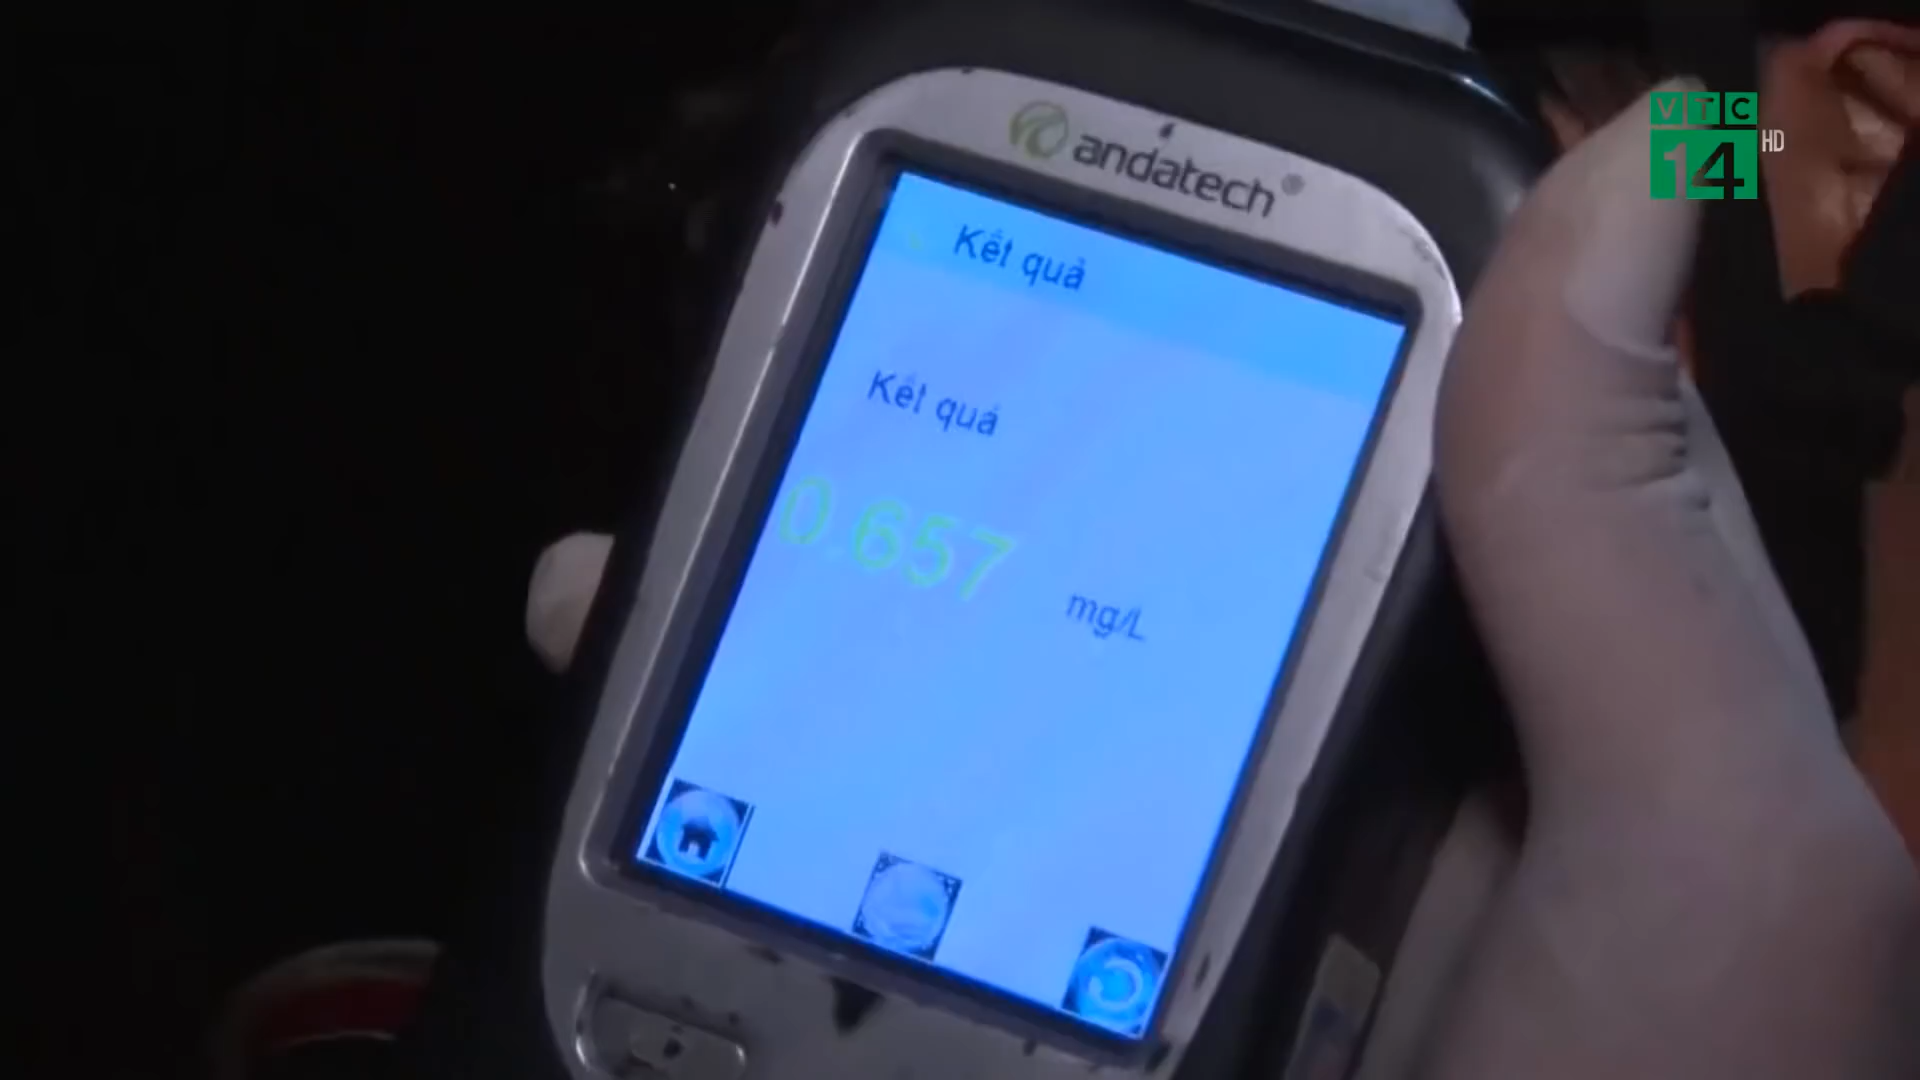 VTC
14 HD
andatech
Kết quả
Kết quả
0.657 mg/L